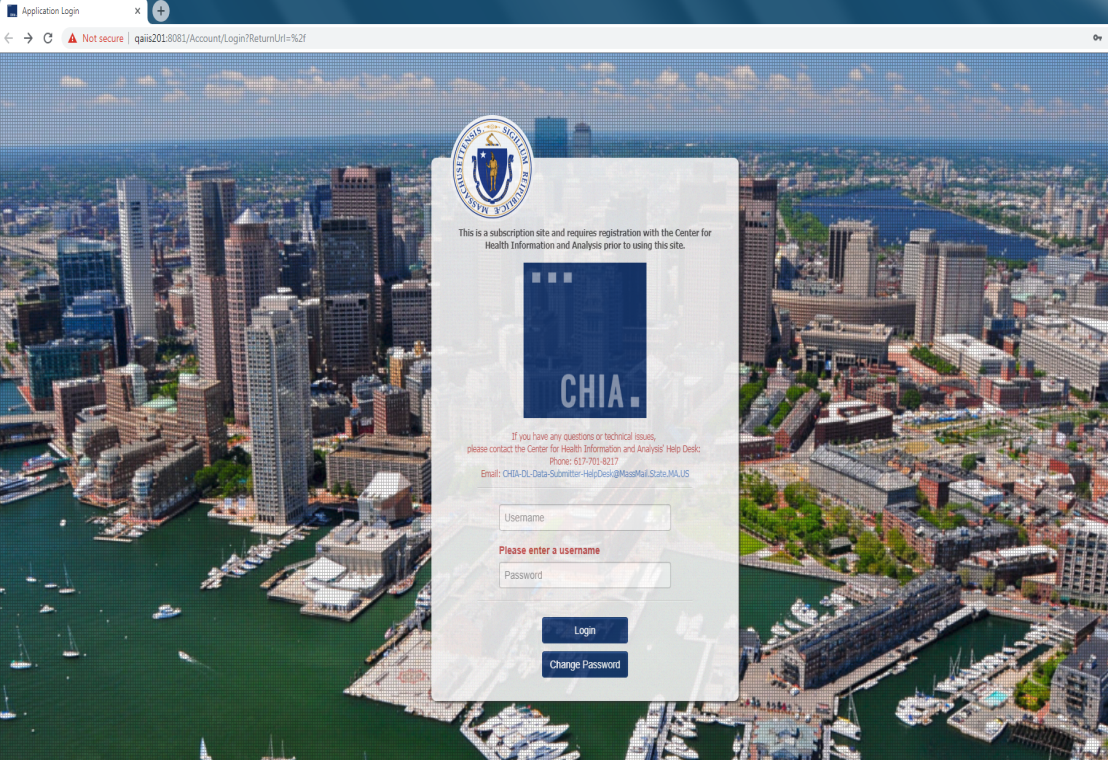 Application Login
Not secure | qaiis201:8081/Account/Login?ReturnUrl=%2f
MASSACHUSETTENSIS. SIGILLUM REIPUBLICÆ
This is a subscription site and requires registration with the Center for
Health Information and Analysis prior to using this site.
CHIA.
If you have any questions or technical issues,
please contact the Center for Health Information and Analysis' Help Desk:
Phone: 617-701-8217
Email: CHIA-DL-Data-Submitter-HelpDesk@MassMail.State.MA.US
Username
Please enter a username
Password
Login
Change Password